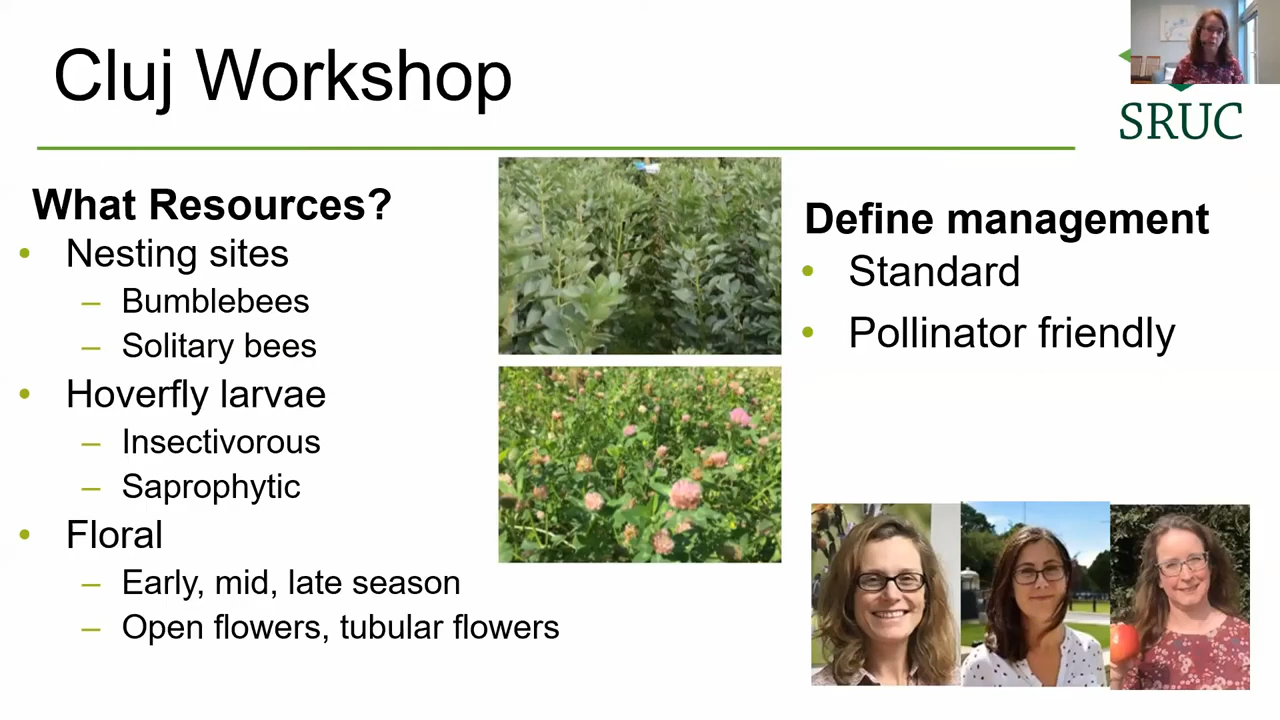 Cluj Workshop
SRUC
What Resources?
• Nesting sites
– Bumblebees
– Solitary bees
• Hoverfly larvae
– Insectivorous
– Saprophytic
• Floral
– Early, mid, late season
– Open flowers, tubular flowers
Define management
• Standard
• Pollinator friendly